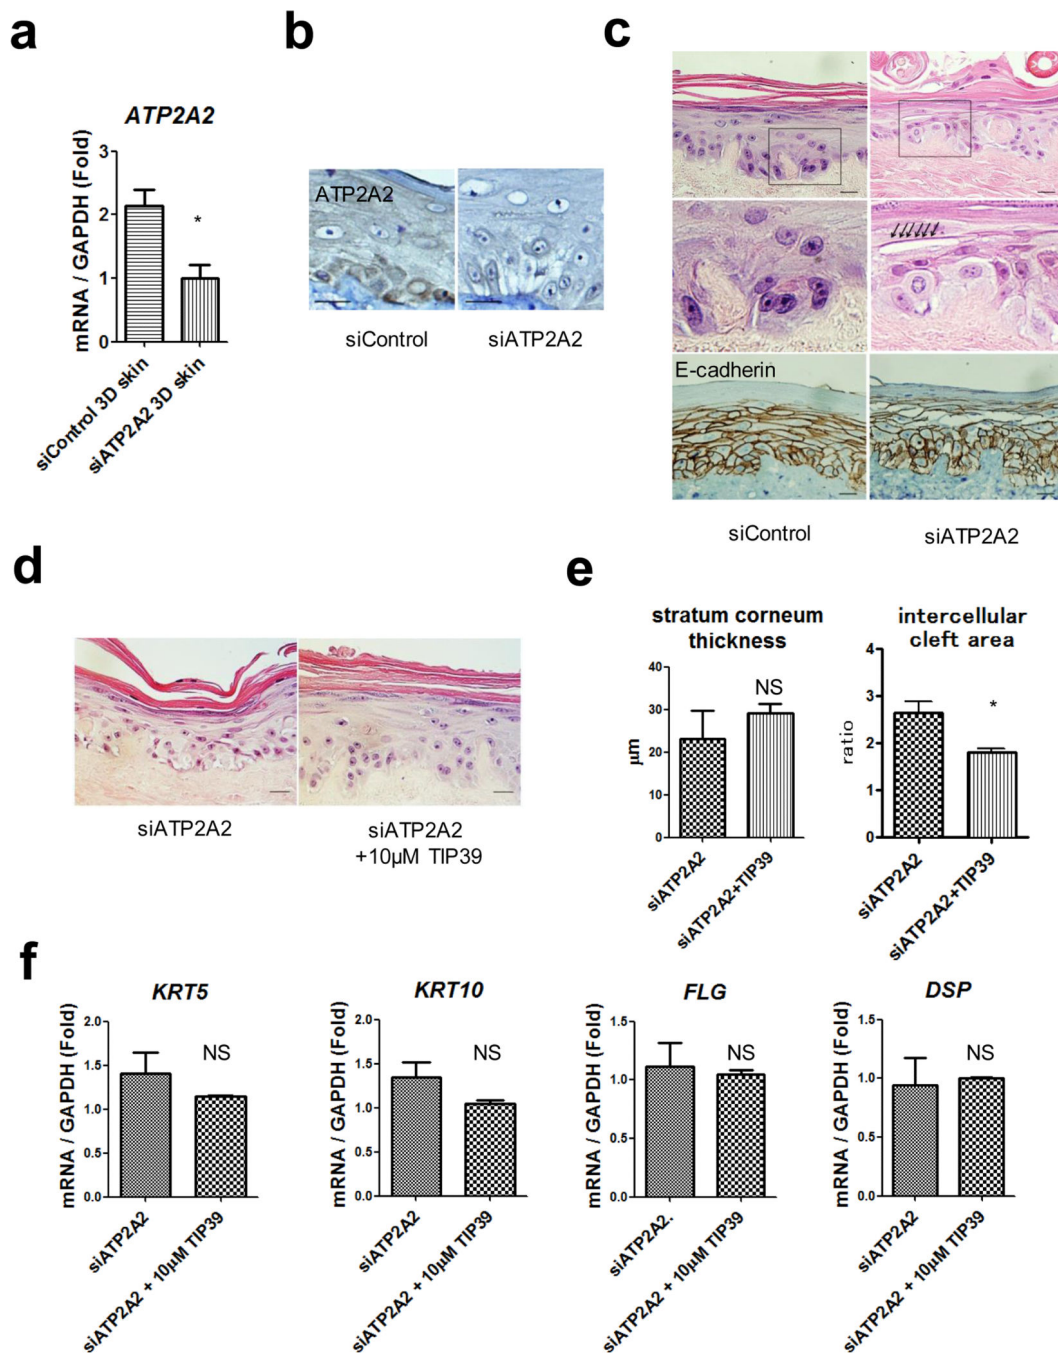 a
ATP2A2
mRNA / GAPDH (Fold)
3
2
1
0
*
siControl 3D skin
siATP2A2 3D skin
b
ATP2A2
siControl
siATP2A2
c
E-cadherin
siControl
siATP2A2
d
siATP2A2
siATP2A2
+10μM TIP39
e
stratum corneum
thickness
μm
40
30
20
10
0
NS
siATP2A2
siATP2A2+TIP39
intercellular
cleft area
ratio
4
3
2
1
0
*
siATP2A2
siATP2A2+TIP39
f
KRT5
mRNA / GAPDH (Fold)
2.0
1.5
1.0
0.5
0.0
NS
siATP2A2
siATP2A2 + 10μM TIP39
KRT10
mRNA / GAPDH (Fold)
2.0
1.5
1.0
0.5
0.0
NS
siATP2A2
siATP2A2 + 10μM TIP39
FLG
mRNA / GAPDH (Fold)
1.5
1.0
0.5
0.0
NS
siATP2A2.
siATP2A2 + 10μM TIP39
DSP
mRNA / GAPDH (Fold)
1.5
1.0
0.5
0.0
NS
siATP2A2
siATP2A2 + 10μM TIP39